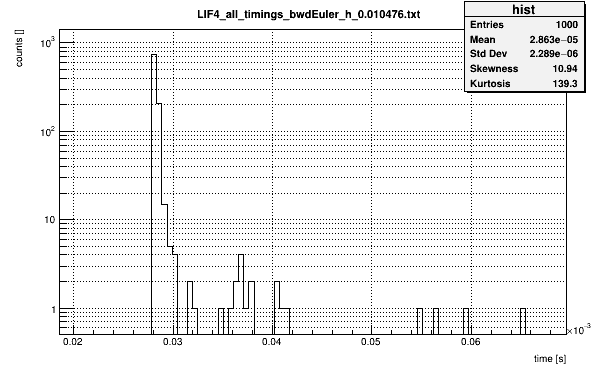 LIF4_all_timings_bwdEuler_h_0.010476.txt
hist
Entries 1000
Mean 2.863e−05
Std Dev 2.289e−06
Skewness 10.94
Kurtosis 139.3
counts []
10³
10²
10
1
0.02 0.03 0.04 0.05 0.06
×10⁻³
time [s]